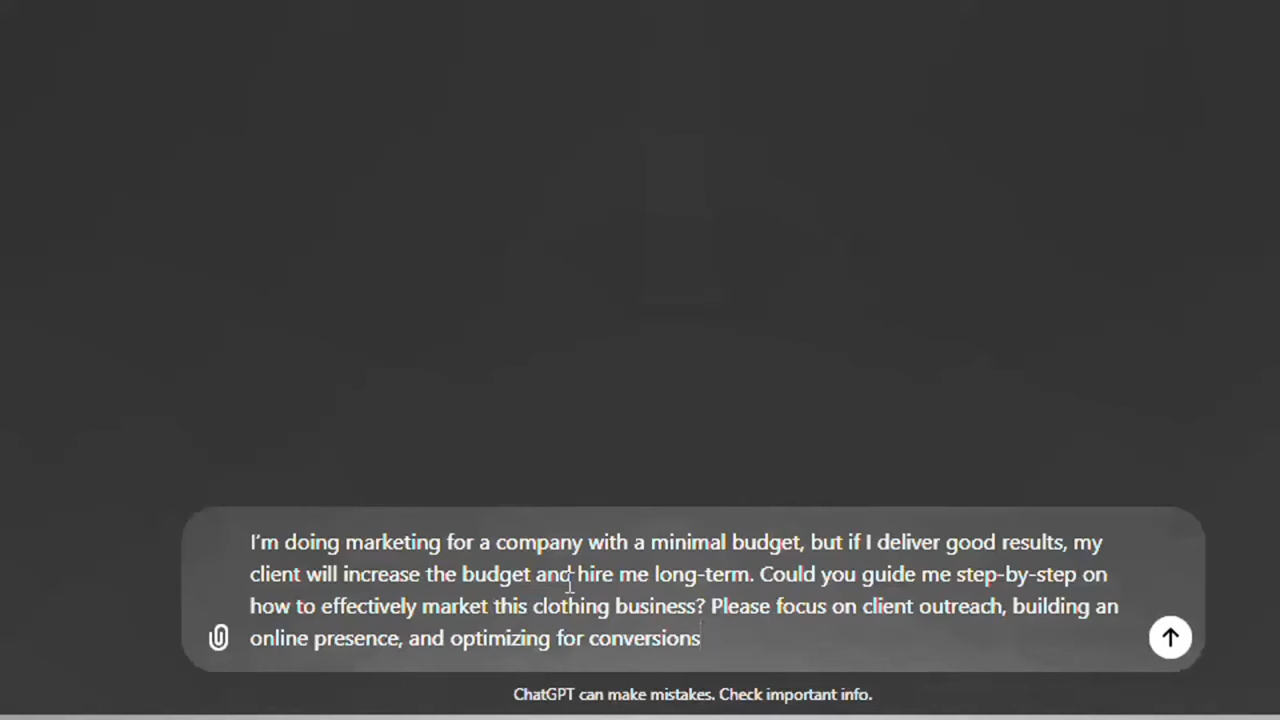 I'm doing marketing for a company with a minimal budget, but if I deliver good results, my
client will increase the budget and hire me long-term. Could you guide me step-by-step on
how to effectively market this clothing business? Please focus on client outreach, building an
online presence, and optimizing for conversions
ChatGPT can make mistakes. Check important info.